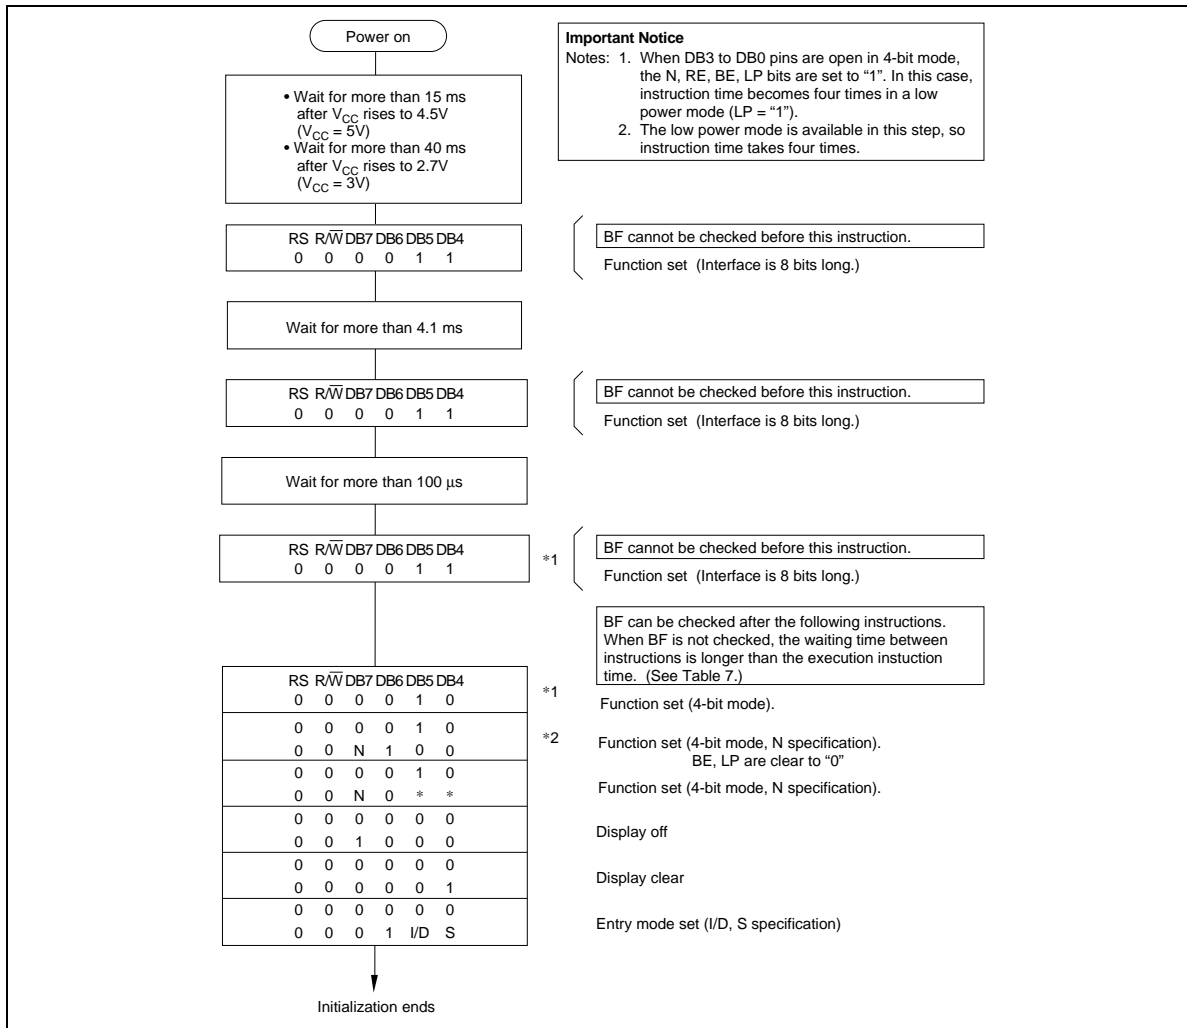 Power on
• Wait for more than 15 ms
after VCC rises to 4.5V
(VCC = 5V)
• Wait for more than 40 ms
after VCC rises to 2.7V
(VCC = 3V)
Important Notice
Notes: 1. When DB3 to DB0 pins are open in 4-bit mode,
the N, RE, BE, LP bits are set to “1”. In this case,
instruction time becomes four times in a low
power mode (LP = “1”).
2. The low power mode is available in this step, so
instruction time takes four times.
RS R/W̅ DB7 DB6 DB5 DB4
0 0 0 0 1 1
BF cannot be checked before this instruction.
Function set (Interface is 8 bits long.)
Wait for more than 4.1 ms
RS R/W̅ DB7 DB6 DB5 DB4
0 0 0 0 1 1
BF cannot be checked before this instruction.
Function set (Interface is 8 bits long.)
Wait for more than 100 µs
RS R/W̅ DB7 DB6 DB5 DB4
0 0 0 0 1 1
*1
BF cannot be checked before this instruction.
Function set (Interface is 8 bits long.)
BF can be checked after the following instructions.
When BF is not checked, the waiting time between
instructions is longer than the execution instuction
time. (See Table 7.)
RS R/W̅ DB7 DB6 DB5 DB4
0 0 0 0 1 0
*1
Function set (4-bit mode).
0 0 0 0 1 0
0 0 N 1 0 0
*2
Function set (4-bit mode, N specification).
BE, LP are clear to “0”
0 0 0 0 1 0
0 0 N 0 * *
Function set (4-bit mode, N specification).
0 0 0 0 0 0
0 0 1 0 0 0
Display off
0 0 0 0 0 0
0 0 0 0 0 1
Display clear
0 0 0 0 0 0
0 0 0 1 I/D S
Entry mode set (I/D, S specification)
Initialization ends